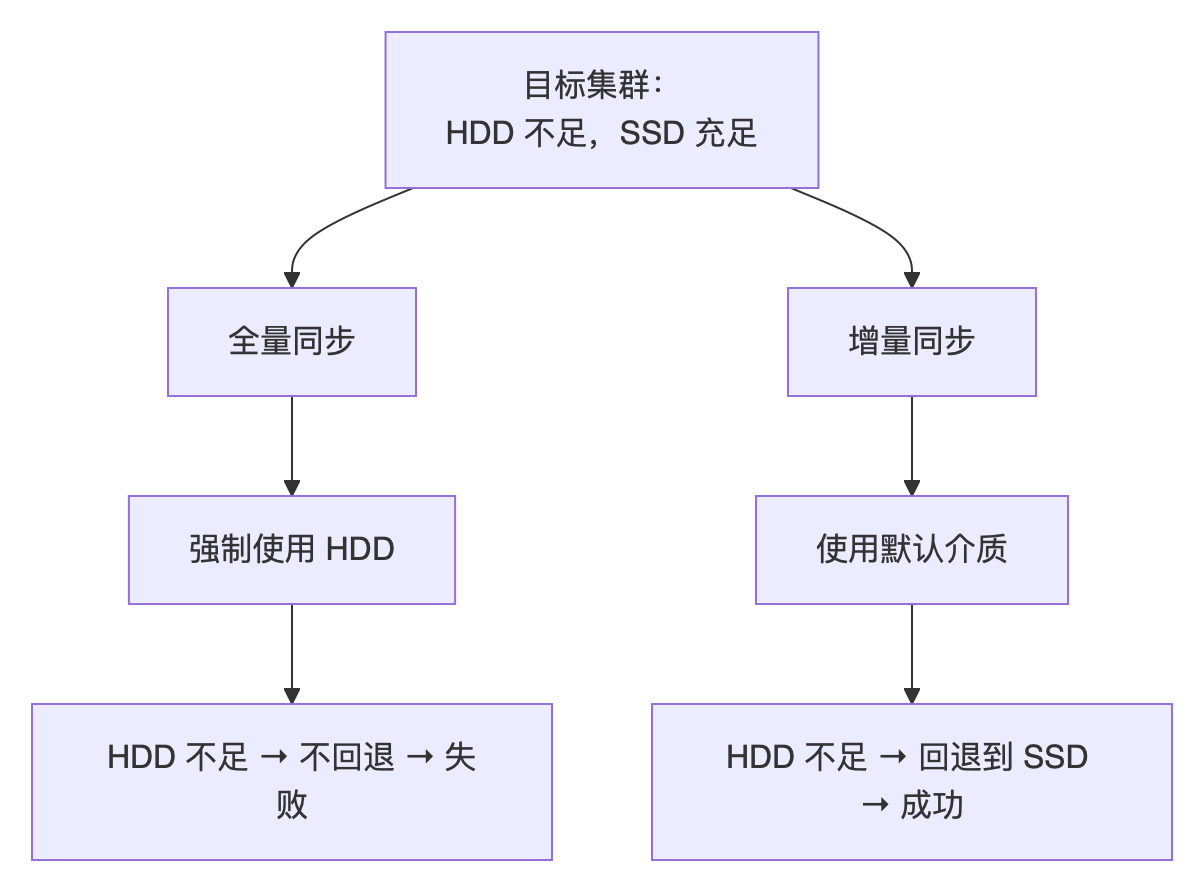 目标集群：
HDD 不足，SSD 充足
全量同步
增量同步
强制使用 HDD
使用默认介质
HDD 不足 → 不回退 → 失
败
HDD 不足 → 回退到 SSD
→ 成功